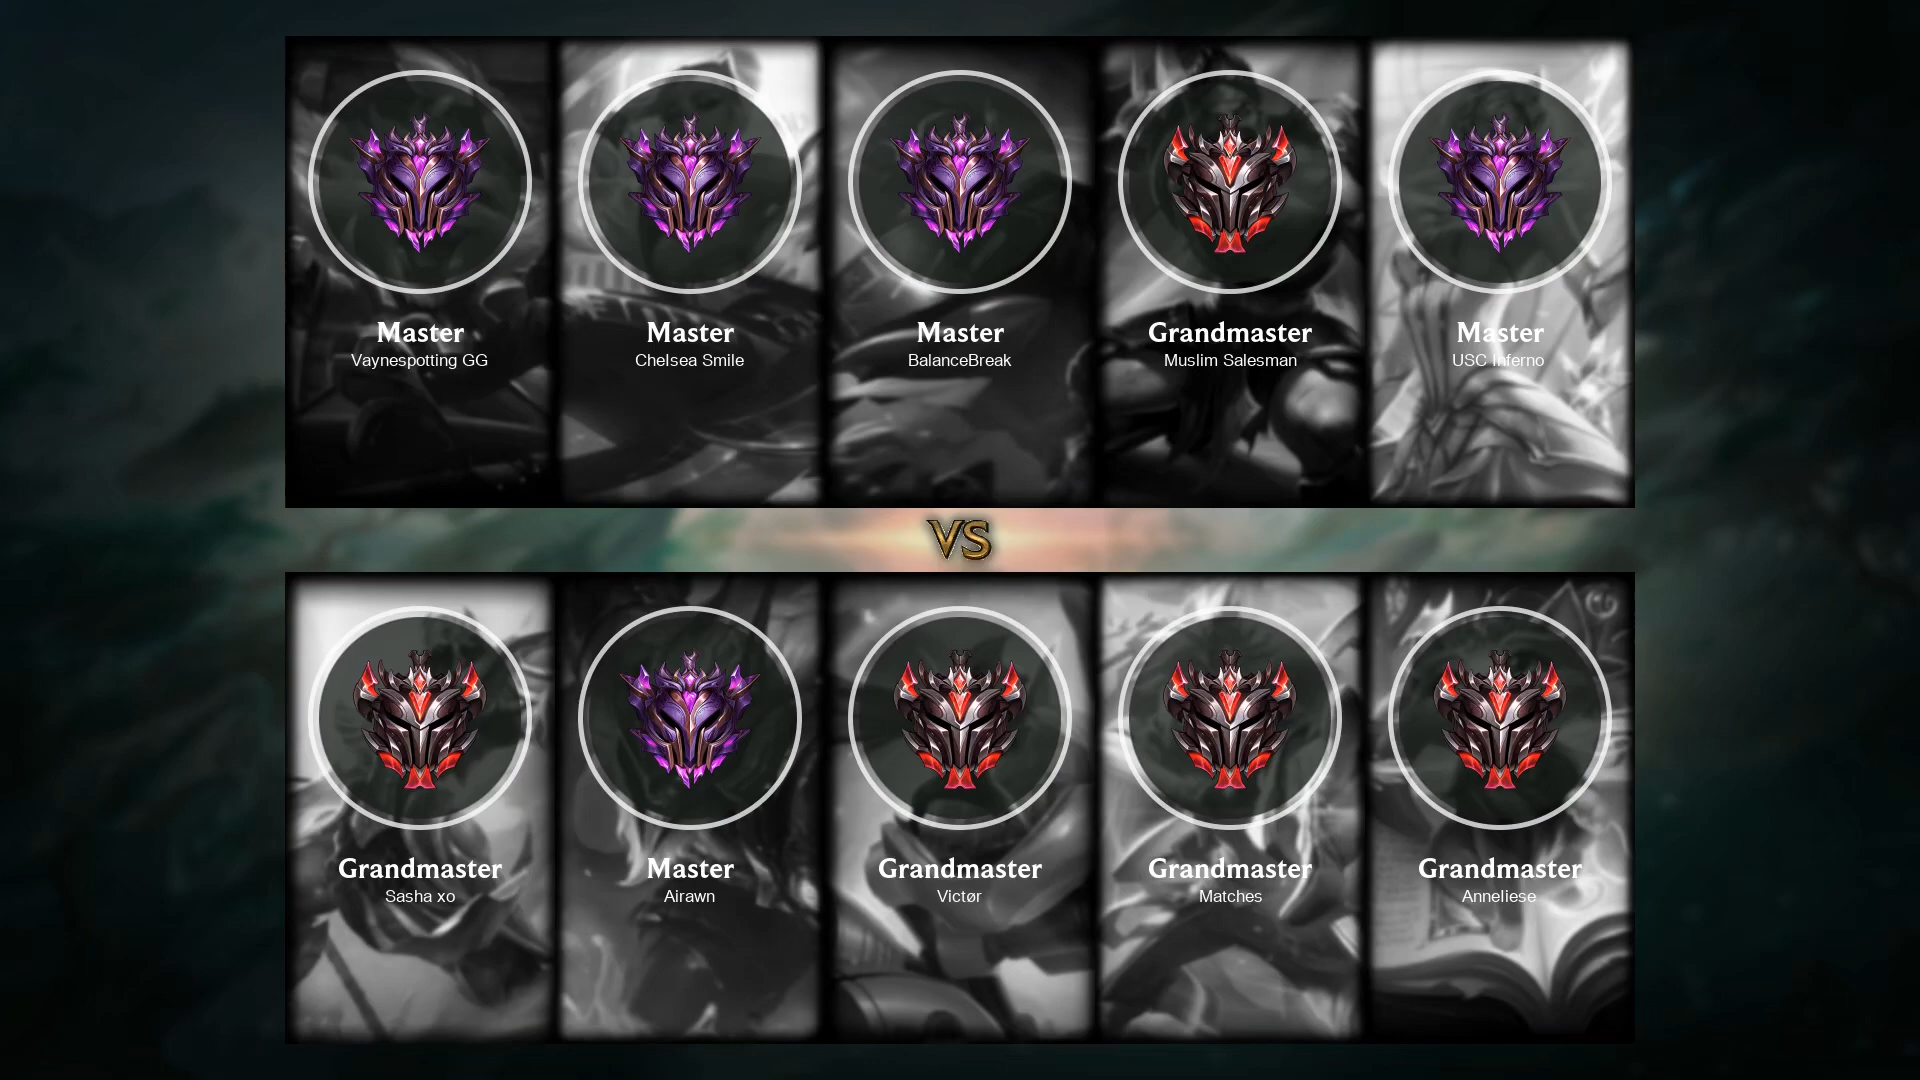 Master
Vaynespotting GG
Master
Chelsea Smile
Master
BalanceBreak
Grandmaster
Muslim Salesman
Master
USC Inferno
VS
Grandmaster
Sasha xo
Master
Airawn
Grandmaster
Victør
Grandmaster
Matches
Grandmaster
Anneliese